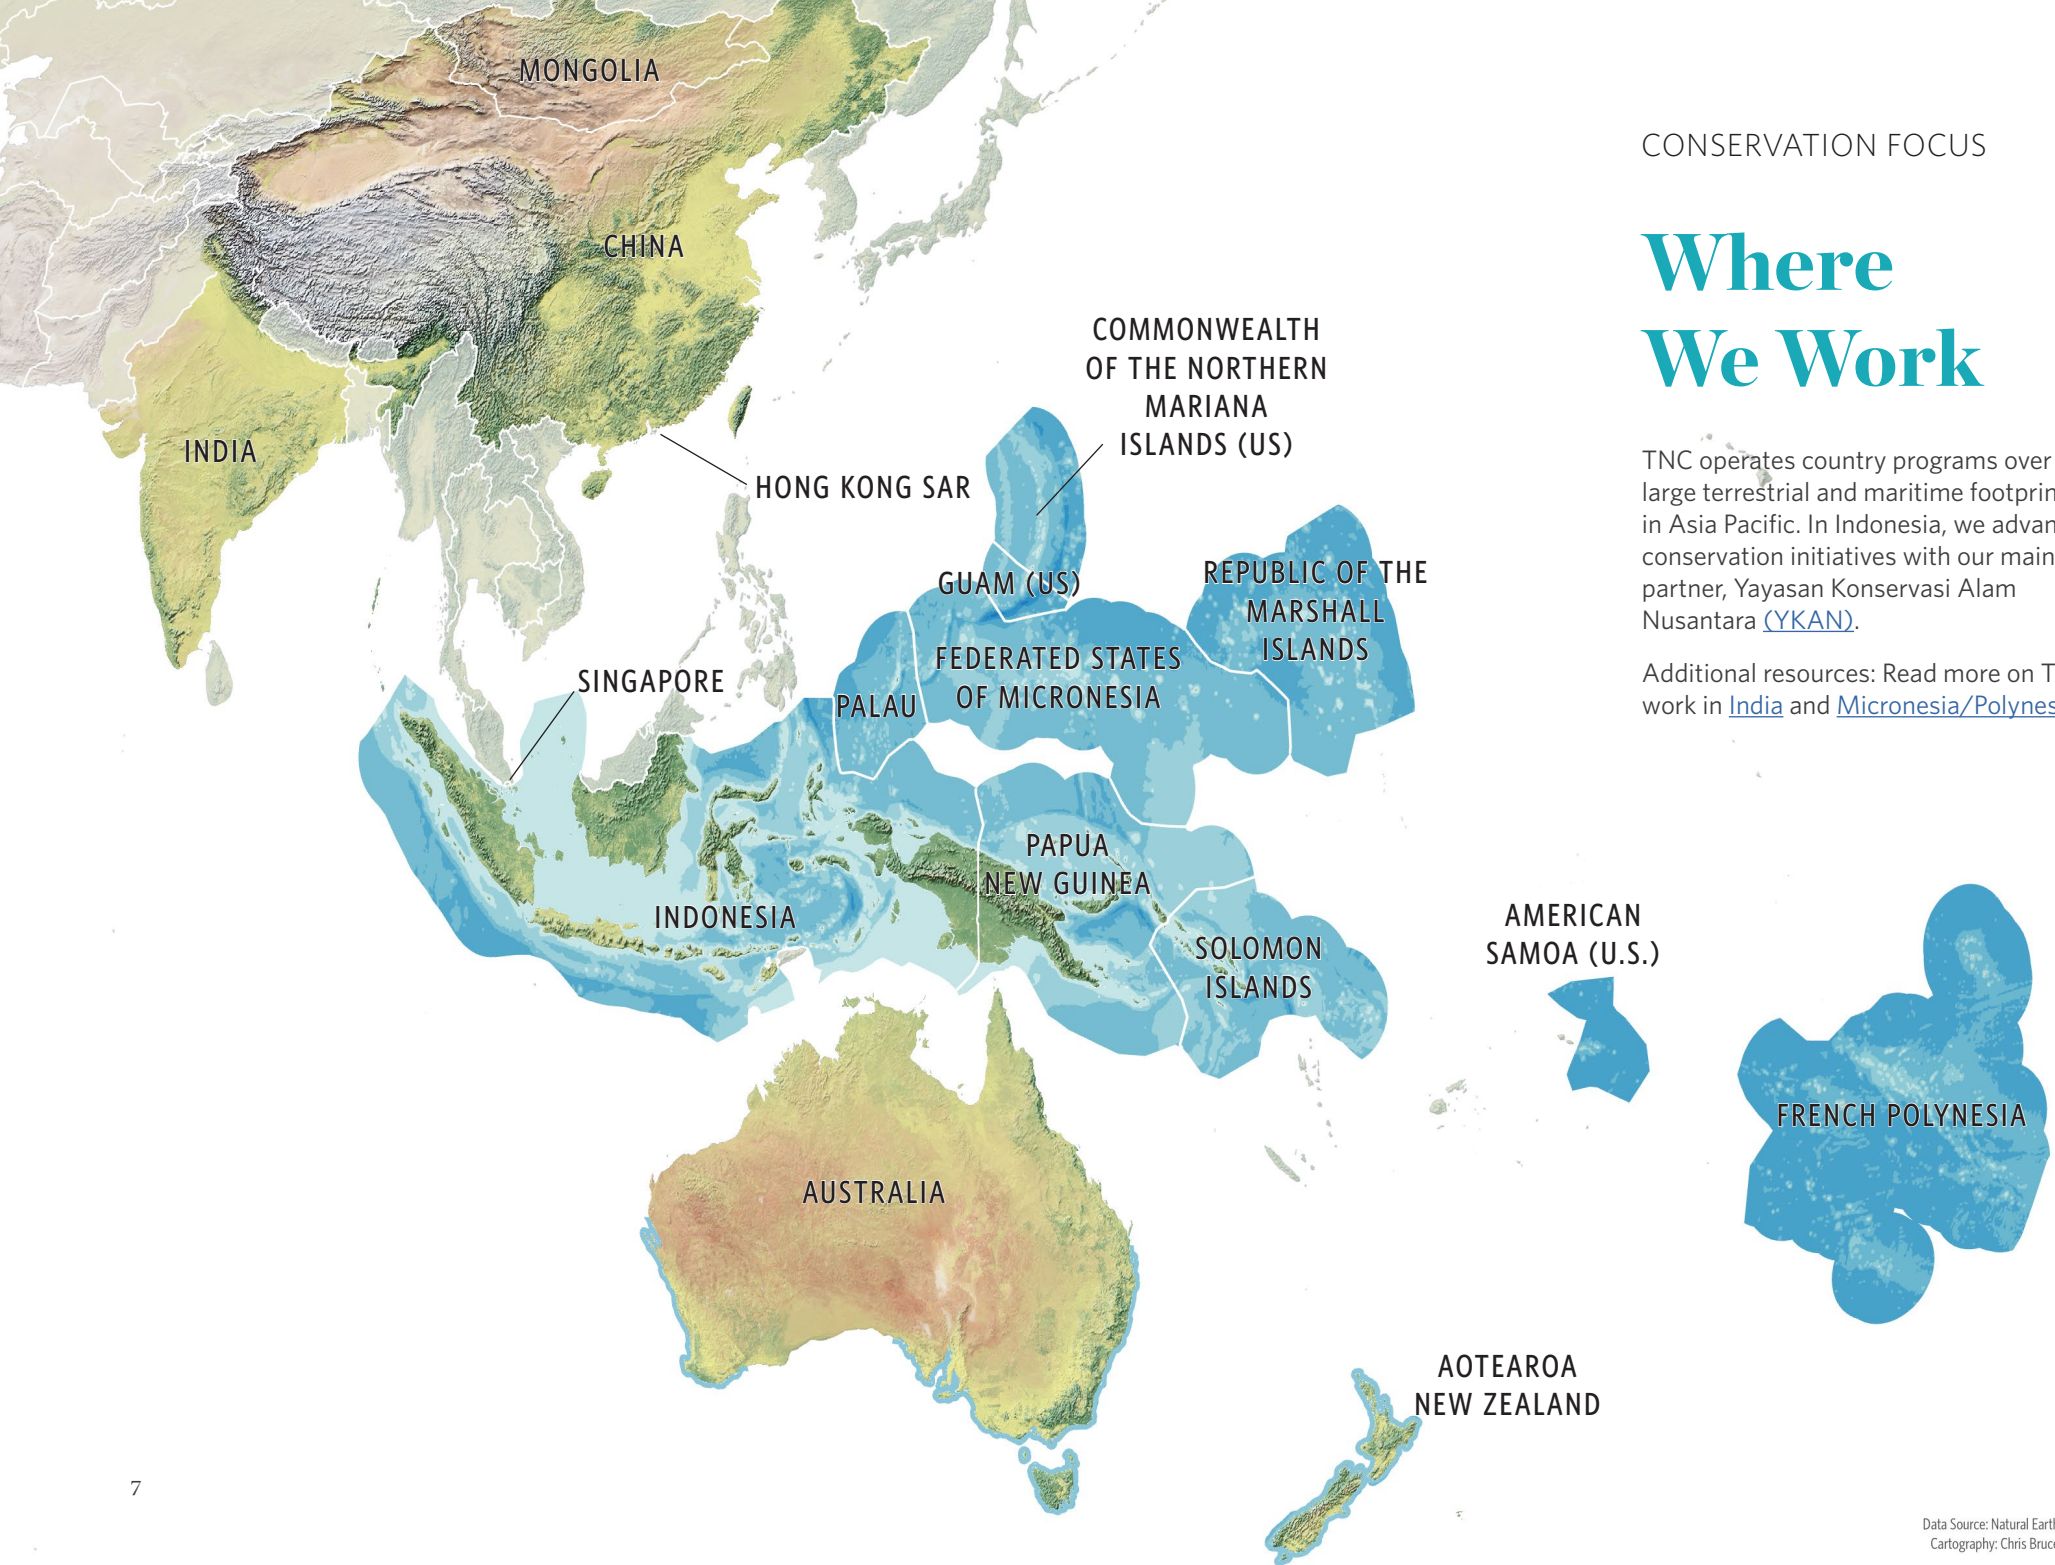 MONGOLIA
CHINA
INDIA
HONG KONG SAR
COMMONWEALTH
OF THE NORTHERN
MARIANA
ISLANDS (US)
GUAM (US)
REPUBLIC OF THE
MARSHALL
ISLANDS
FEDERATED STATES
OF MICRONESIA
PALAU
SINGAPORE
INDONESIA
PAPUA
NEW GUINEA
SOLOMON
ISLANDS
AMERICAN
SAMOA (U.S.)
FRENCH POLYNESIA
AUSTRALIA
AOTEAROA
NEW ZEALAND
CONSERVATION FOCUS
Where
We Work
TNC operates country programs over
large terrestrial and maritime footprin
in Asia Pacific. In Indonesia, we advan
conservation initiatives with our main
partner, Yayasan Konservasi Alam
Nusantara (YKAN).
Additional resources: Read more on T
work in India and Micronesia/Polynes
7
Data Source: Natural Earth
Cartography: Chris Bruce